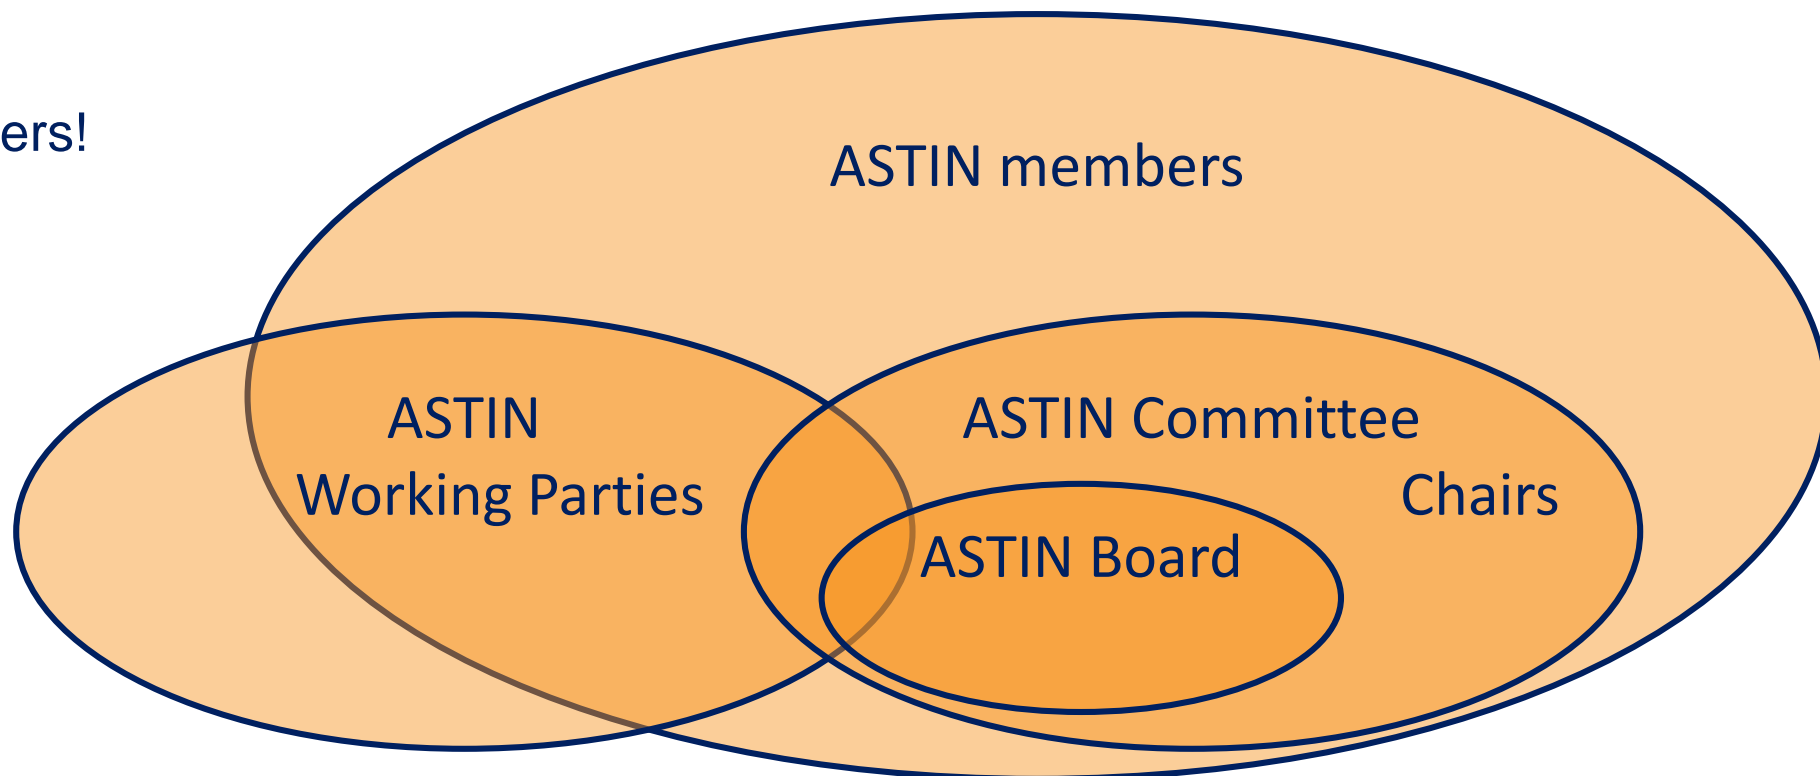 ers!
ASTIN members
ASTIN
Working Parties
ASTIN Committee
Chairs
ASTIN Board